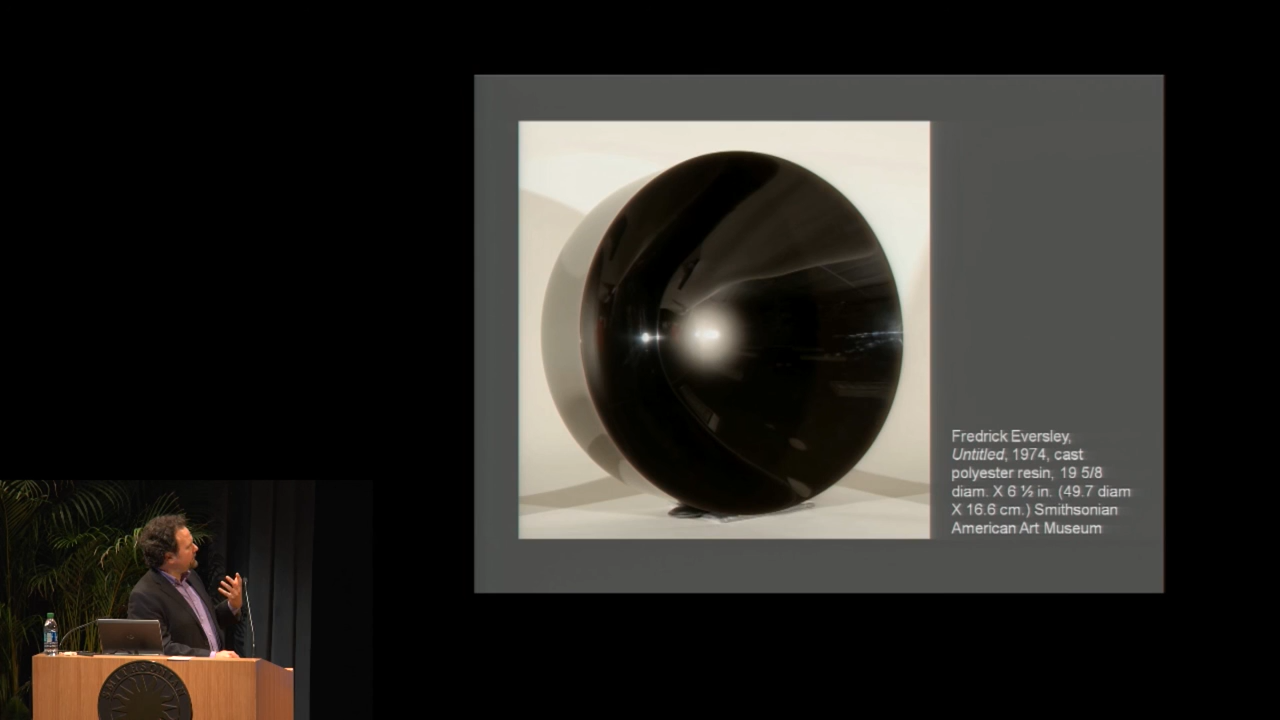 Fredrick Eversley,
Untitled, 1974, cast
polyester resin, 19 5/8
diam. X 6 ½ in. (49.7 diam
X 16.6 cm.) Smithsonian
American Art Museum
SMITHSONIAN